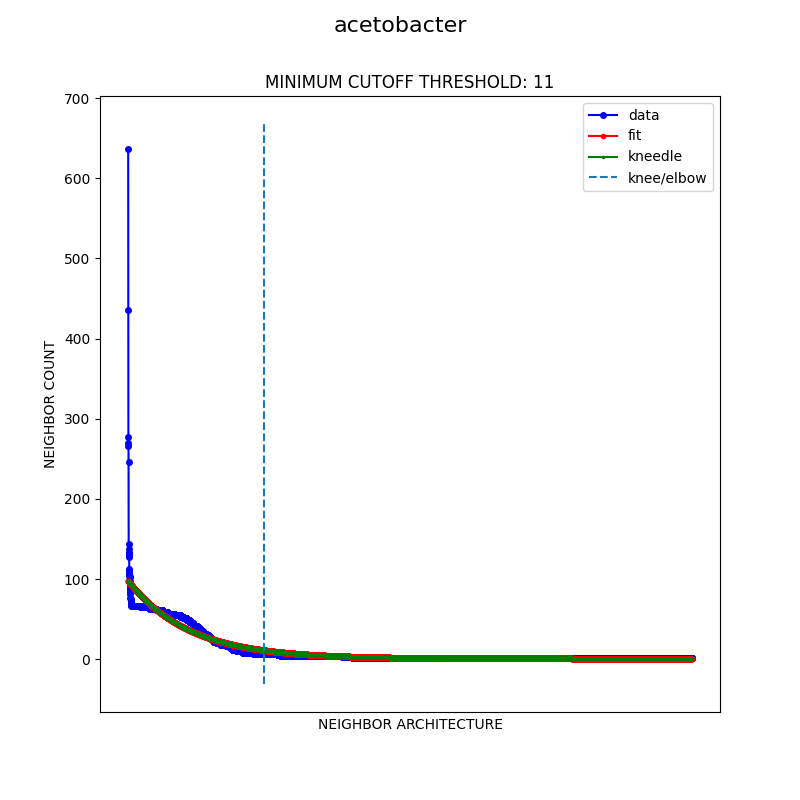 acetobacter
MINIMUM CUTOFF THRESHOLD: 11
data
fit
kneedle
knee/elbow
700
600
500
400
300
200
100
0
NEIGHBOR COUNT
NEIGHBOR ARCHITECTURE